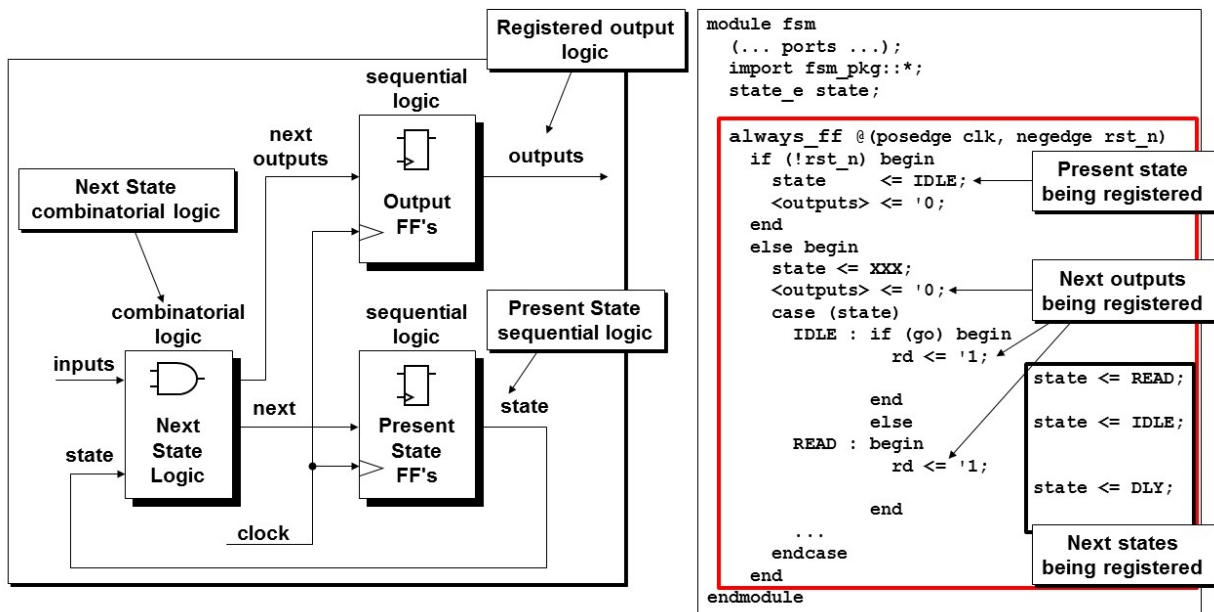 Registered output
logic
sequential
logic
next
outputs
outputs
Output
FF's
Next State
combinatorial logic
combinatorial
logic
inputs
Next
State
Logic
state
next
sequential
logic
Present
State
FF's
Present State
sequential logic
state
clock
module fsm
(... ports ...);
import fsm_pkg::*;
state_e state;
always_ff @(posedge clk, negedge rst_n)
if (!rst_n) begin
state <= IDLE;
<outputs> <= '0;
end
else begin
state <= XXX;
<outputs> <= '0;
case (state)
IDLE : if (go) begin
rd <= '1;
state <= READ;
end
else state <= IDLE;
READ : begin
rd <= '1;
state <= DLY;
end
...
endcase
end
endmodule
Present state
being registered
Next outputs
being registered
Next states
being registered